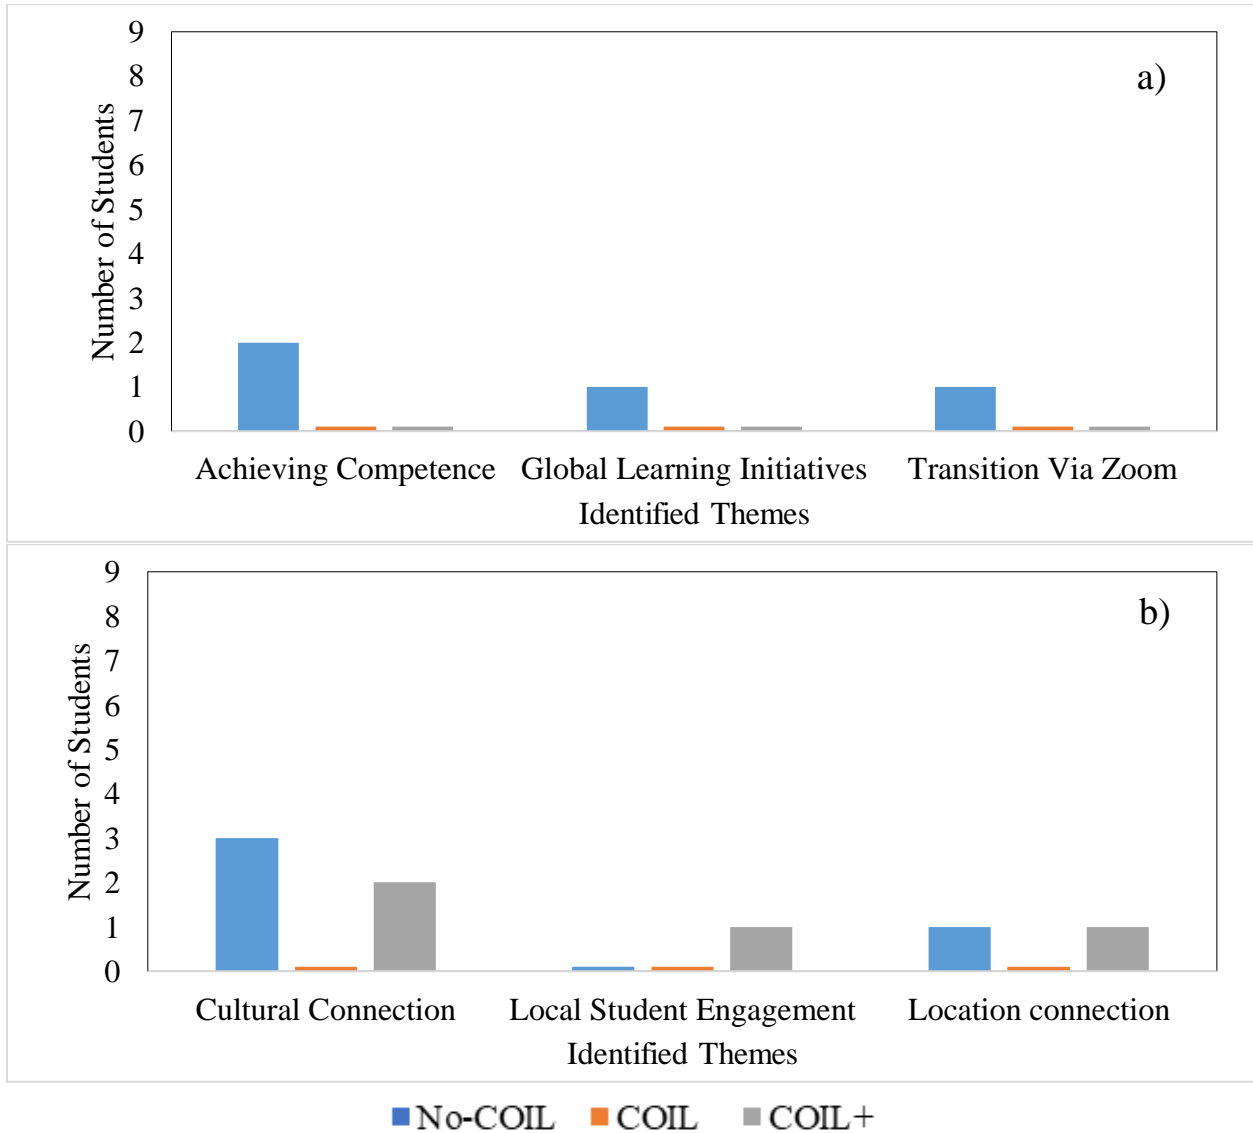 a)
Number of Students
9
8
7
6
5
4
3
2
1
0
Achieving Competence Global Learning Initiatives Transition Via Zoom
Identified Themes
b)
Number of Students
9
8
7
6
5
4
3
2
1
0
Cultural Connection Local Student Engagement Location connection
Identified Themes
No-COIL COIL COIL+